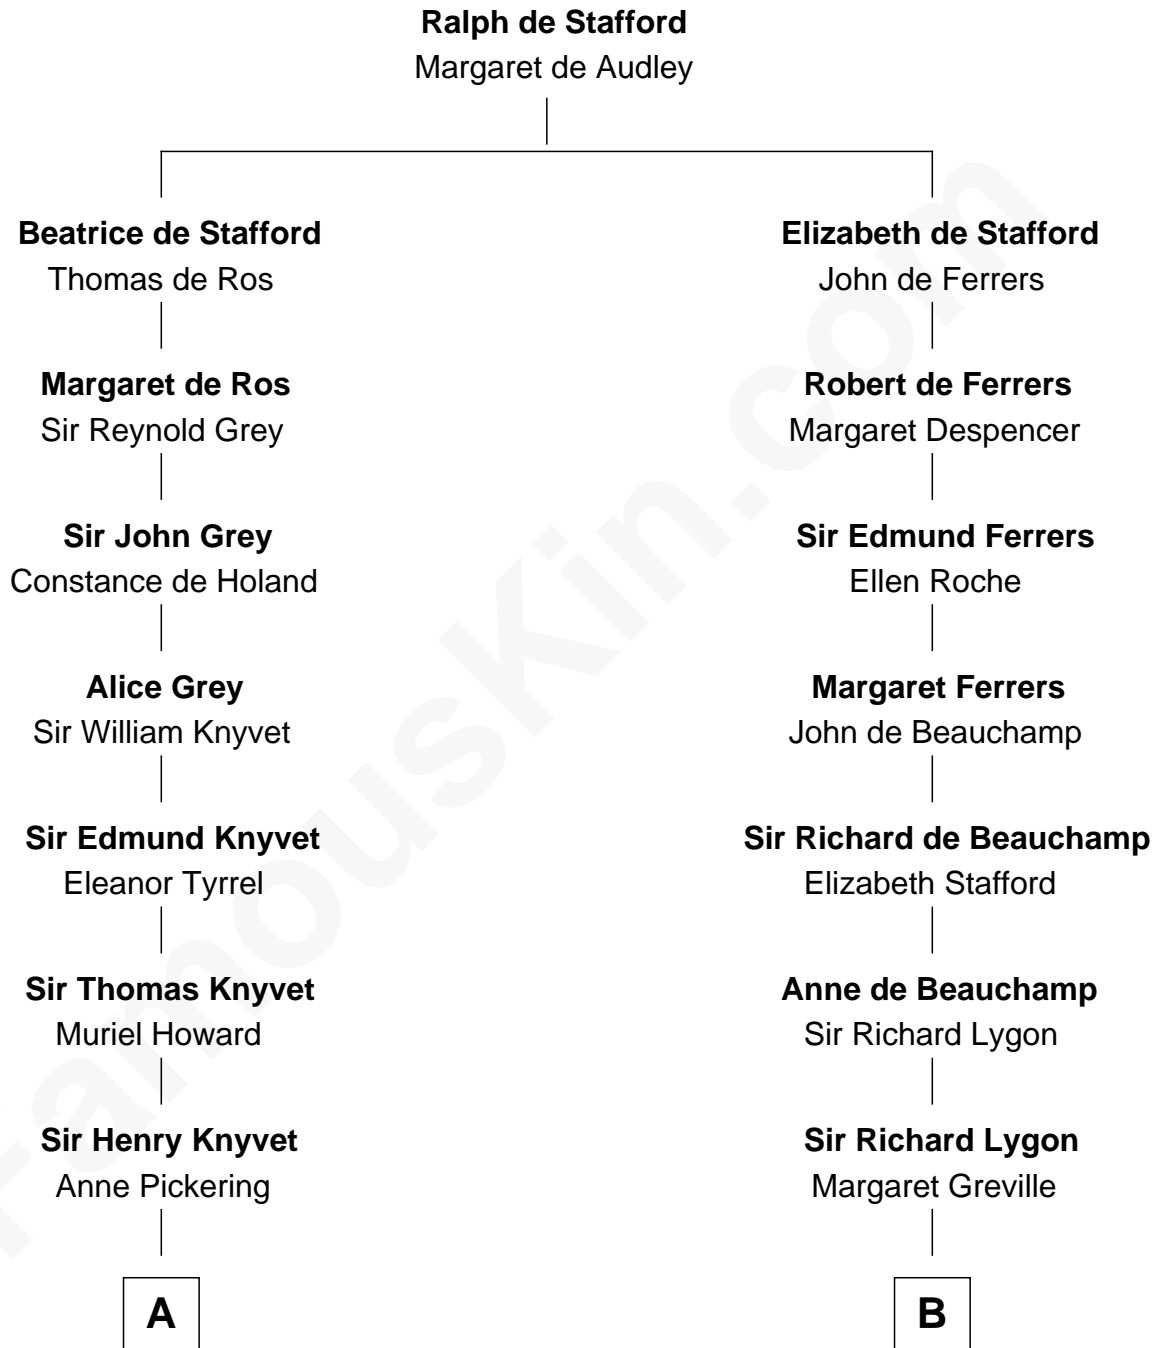 Ralph de Stafford
Margaret de Audley
Beatrice de Stafford
Thomas de Ros
Margaret de Ros
Sir Reynold Grey
Sir John Grey
Constance de Holand
Alice Grey
Sir William Knyvet
Sir Edmund Knyvet
Eleanor Tyrrel
Sir Thomas Knyvet
Muriel Howard
Sir Henry Knyvet
Anne Pickering
A
Elizabeth de Stafford
John de Ferrers
Robert de Ferrers
Margaret Despencer
Sir Edmund Ferrers
Ellen Roche
Margaret Ferrers
John de Beauchamp
Sir Richard de Beauchamp
Elizabeth Stafford
Anne de Beauchamp
Sir Richard Lygon
Sir Richard Lygon
Margaret Greville
B
FamousKin.com